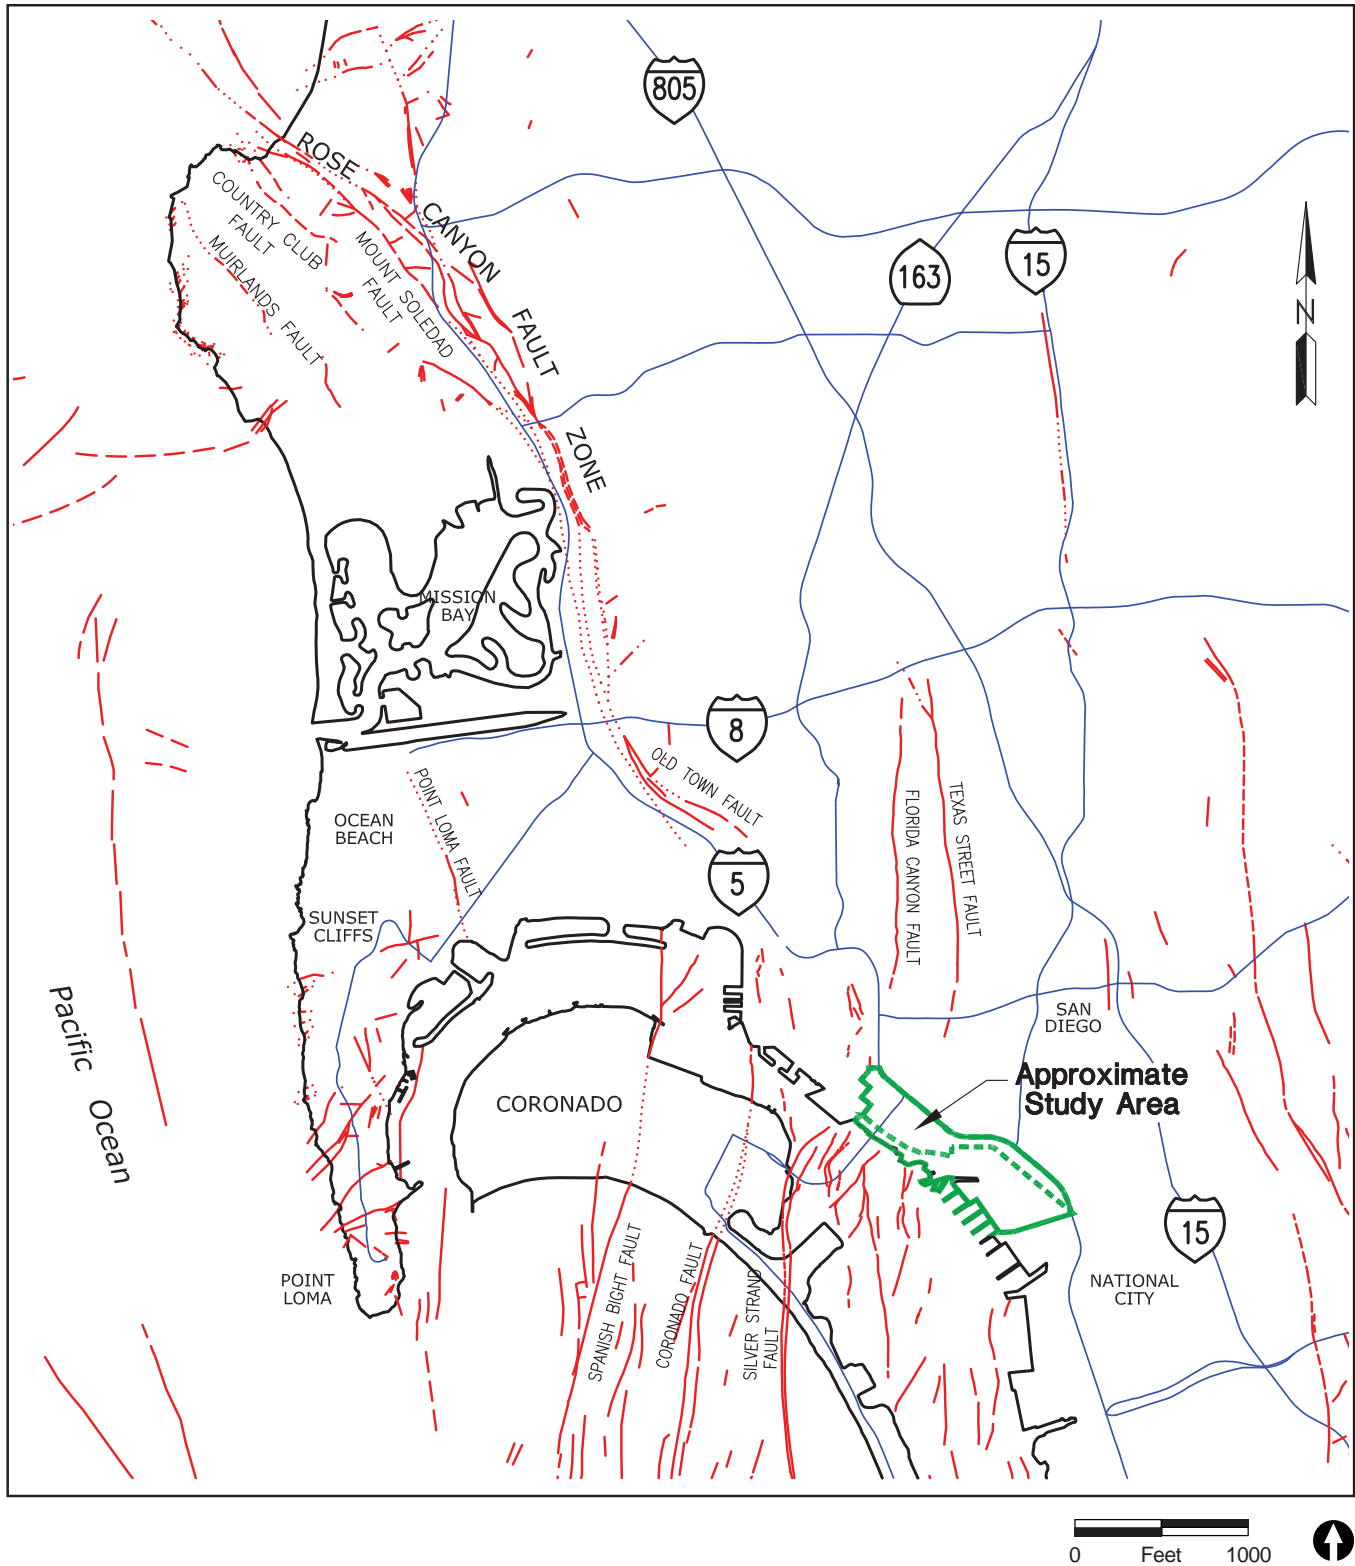 805
ROSE
CANYON
FAULT
ZONE
COUNTRY CLUB
FAULT
MUIRLANDS FAULT
MOUNT SOLEDAD
FAULT
163
15
N
MISSION
BAY
8
OLD TOWN FAULT
POINT LOMA FAULT
OCEAN
BEACH
FLORIDA CANYON FAULT
TEXAS STREET FAULT
5
SUNSET
CLIFFS
Pacific
Ocean
SAN
DIEGO
Approximate
Study Area
CORONADO
15
POINT
LOMA
SPANISH BIGHT FAULT
CORONADO FAULT
SILVER STRAND
FAULT
NATIONAL
CITY
0 Feet 1000